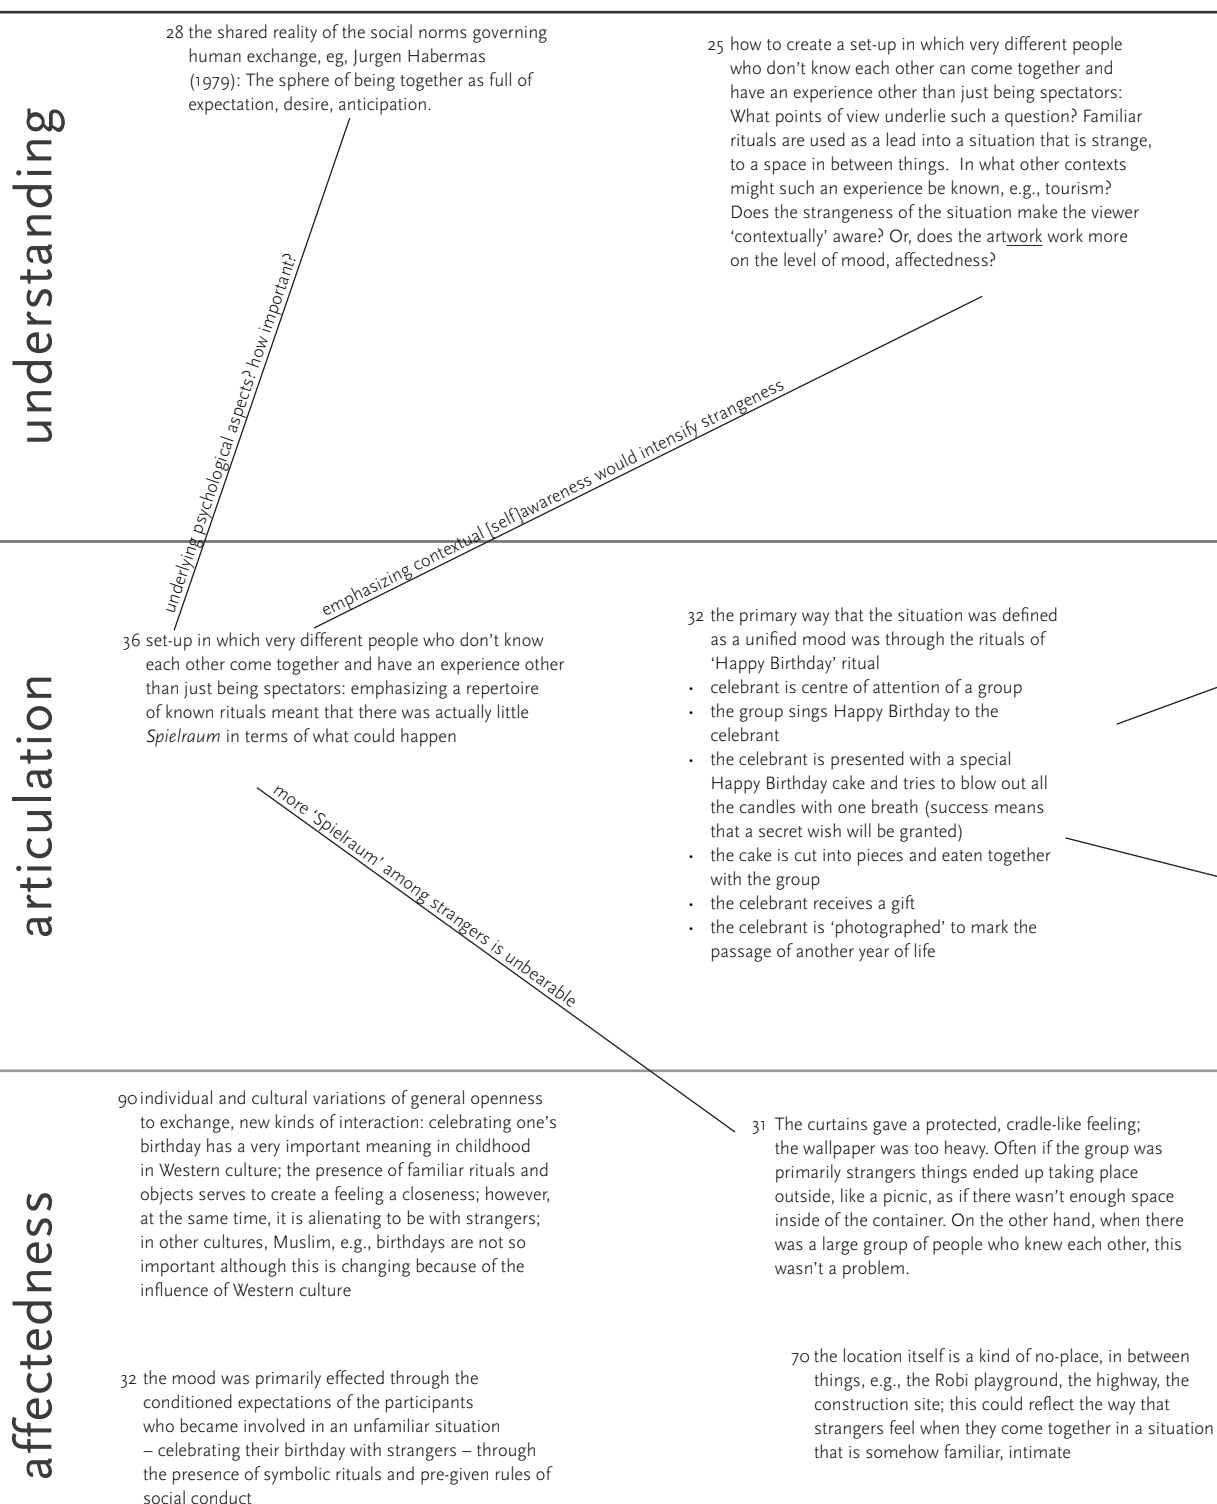 understanding
28 the shared reality of the social norms governing
human exchange, eg, Jurgen Habermas
(1979): The sphere of being together as full of
expectation, desire, anticipation.
25 how to create a set-up in which very different people
who don’t know each other can come together and
have an experience other than just being spectators:
What points of view underlie such a question? Familiar
rituals are used as a lead into a situation that is strange,
to a space in between things. In what other contexts
might such an experience be known, e.g., tourism?
Does the strangeness of the situation make the viewer
‘contextually’ aware? Or, does the artwork work more
on the level of mood, affectedness?
underlying psychological aspects? how important?
emphasizing contextual [self]awareness would intensify strangeness
articulation
36 set-up in which very different people who don’t know
each other come together and have an experience other
than just being spectators: emphasizing a repertoire
of known rituals meant that there was actually little
Spielraum in terms of what could happen
more ‘Spielraum’ among strangers is unbearable
32 the primary way that the situation was defined
as a unified mood was through the rituals of
‘Happy Birthday’ ritual
• celebrant is centre of attention of a group
• the group sings Happy Birthday to the
celebrant
• the celebrant is presented with a special
Happy Birthday cake and tries to blow out all
the candles with one breath (success means
that a secret wish will be granted)
• the cake is cut into pieces and eaten together
with the group
• the celebrant receives a gift
• the celebrant is ‘photographed’ to mark the
passage of another year of life
affectedness
90 individual and cultural variations of general openness
to exchange, new kinds of interaction: celebrating one’s
birthday has a very important meaning in childhood
in Western culture; the presence of familiar rituals and
objects serves to create a feeling a closeness; however,
at the same time, it is alienating to be with strangers;
in other cultures, Muslim, e.g., birthdays are not so
important although this is changing because of the
influence of Western culture
31 The curtains gave a protected, cradle-like feeling;
the wallpaper was too heavy. Often if the group was
primarily strangers things ended up taking place
outside, like a picnic, as if there wasn’t enough space
inside of the container. On the other hand, when there
was a large group of people who knew each other, this
wasn’t a problem.
32 the mood was primarily effected through the
conditioned expectations of the participants
who became involved in an unfamiliar situation
– celebrating their birthday with strangers – through
the presence of symbolic rituals and pre-given rules of
social conduct
70 the location itself is a kind of no-place, in between
things, e.g., the Robi playground, the highway, the
construction site; this could reflect the way that
strangers feel when they come together in a situation
that is somehow familiar, intimate